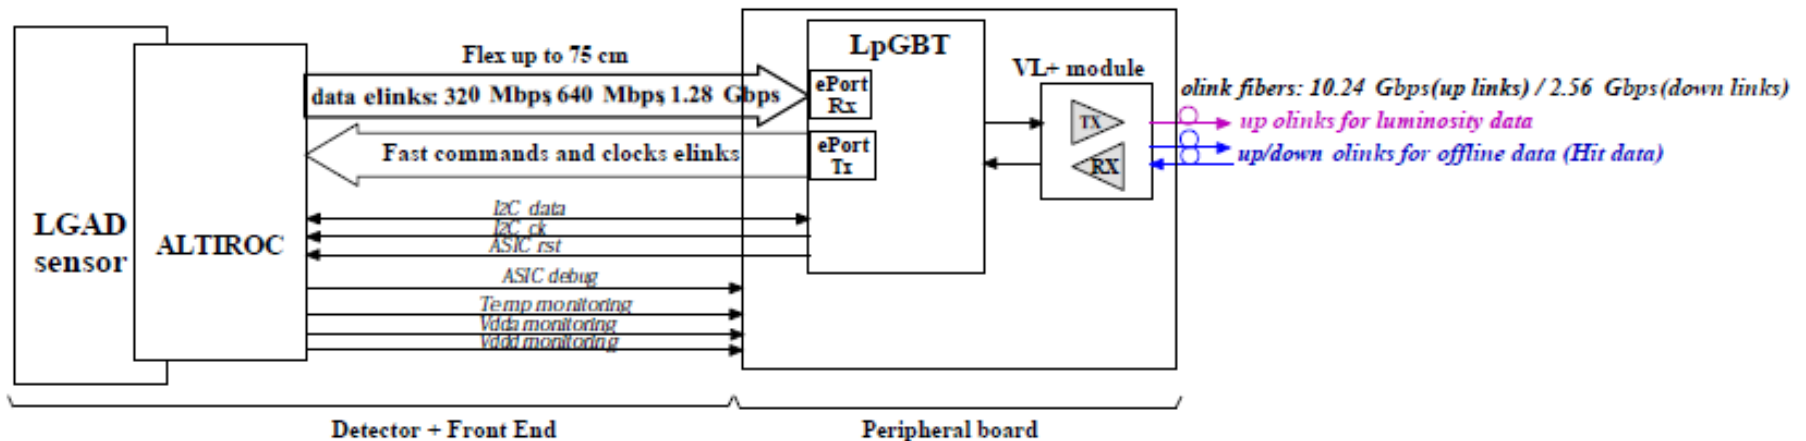 Flex up to 75 cm
data elinks: 320 Mbps, 640 Mbps, 1.28 Gbps
Fast commands and clocks elinks
LGAD
sensor
ALTIROC
I2C data
I2C ck
ASIC rst
ASIC debug
Temp monitoring
Vdda monitoring
Vddd monitoring
LpGBT
ePort
Rx
ePort
Tx
VL+ module
TX
RX
olink fibers: 10.24 Gbps(up links) / 2.56 Gbps(down links)
up olinks for luminosity data
up/down olinks for offline data (Hit data)
Detector + Front End
Peripheral board